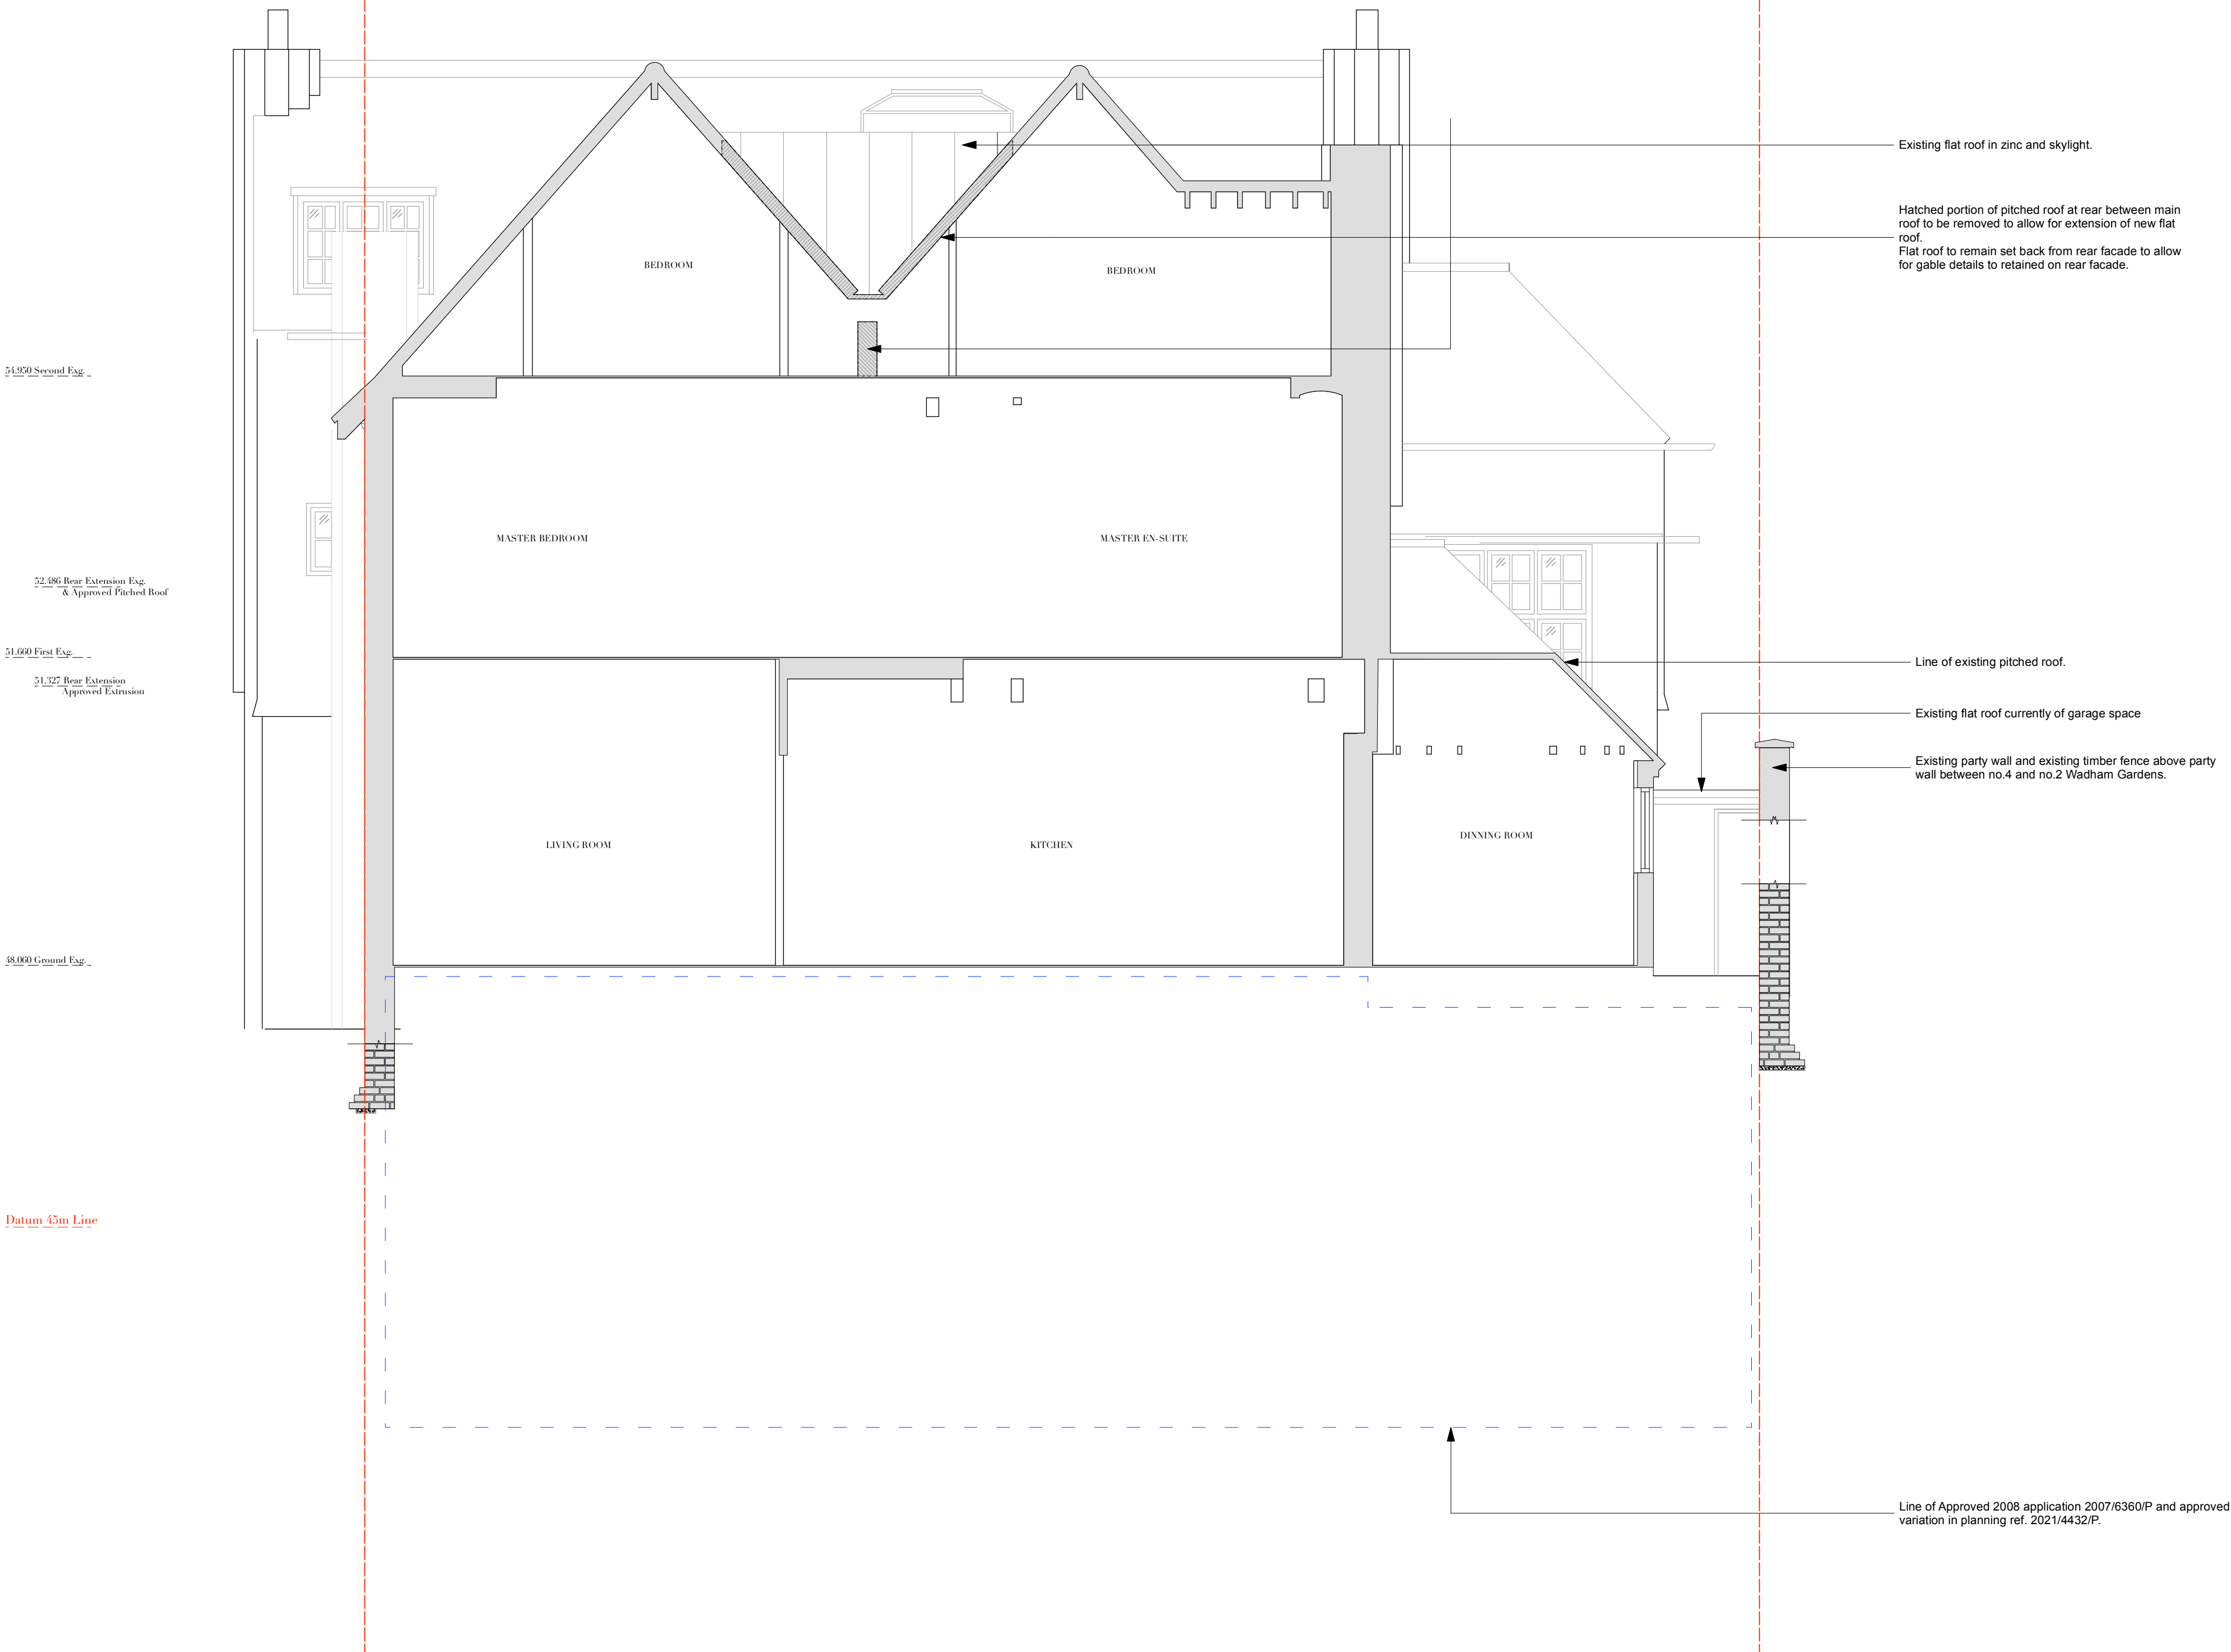 Existing flat roof in zinc and skylight.
Hatched portion of pitched roof at rear between main
roof to be removed to allow for extension of new flat
roof.
Flat roof to remain set back from rear facade to allow
for gable details to retained on rear facade.
BEDROOM
BEDROOM
54.950 Second Exg.
MASTER BEDROOM
MASTER EN-SUITE
52.486 Rear Extension Exg.
& Approved Pitched Roof
51.660 First Exg.
51.327 Rear Extension
Approved Extrusion
Line of existing pitched roof.
Existing flat roof currently of garage space
Existing party wall and existing timber fence above party
wall between no.4 and no.2 Wadham Gardens.
LIVING ROOM
KITCHEN
DINNING ROOM
48.060 Ground Exg.
Datum 45m Line
Line of Approved 2008 application 2007/6360/P and approved
variation in planning ref. 2021/4432/P.